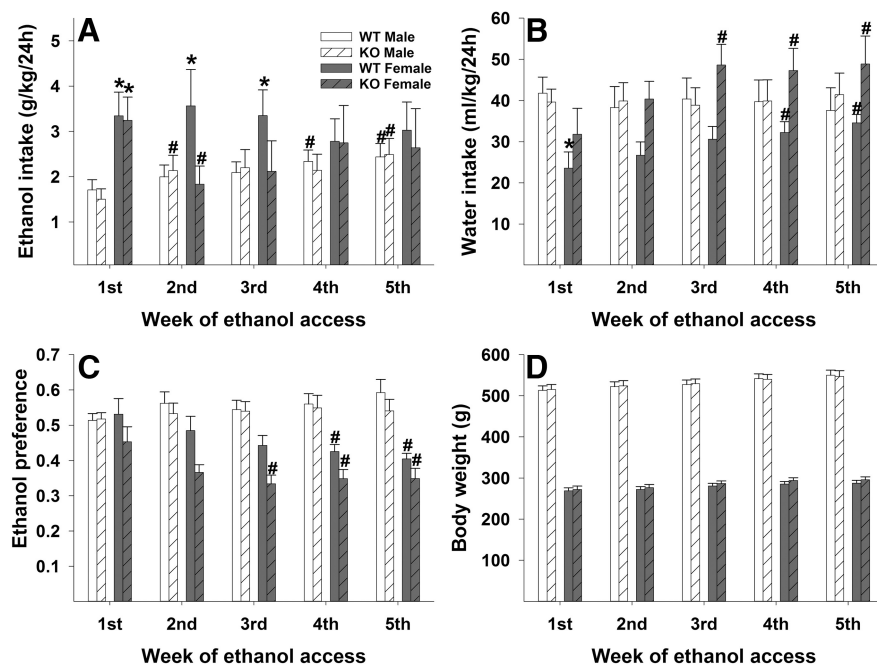 A
Ethanol intake (g/kg/24h)
5
4
3
2
1
WT Male
KO Male
WT Female
KO Female
* * # # * # * # # #
1st 2nd 3rd 4th 5th
Week of ethanol access
B
Water intake (ml/kg/24h)
60
50
40
30
20
10
* # # # # #
1st 2nd 3rd 4th 5th
Week of ethanol access
C
Ethanol preference
0.7
0.6
0.5
0.4
0.3
0.2
0.1
# # # # #
1st 2nd 3rd 4th 5th
Week of ethanol access
D
Body weight (g)
600
500
400
300
200
100
1st 2nd 3rd 4th 5th
Week of ethanol access